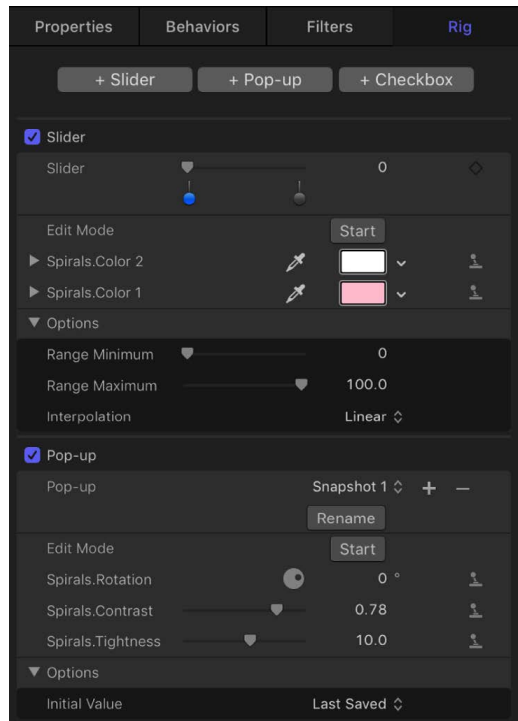 Properties Behaviors Filters Rig
+ Slider + Pop-up + Checkbox
Slider
Slider 0
Edit Mode Start
Spirals.Color 2
Spirals.Color 1
Options
Range Minimum 0
Range Maximum 100.0
Interpolation Linear
Pop-up
Pop-up Snapshot 1 + −
Rename
Edit Mode Start
Spirals.Rotation 0 °
Spirals.Contrast 0.78
Spirals.Tightness 10.0
Options
Initial Value Last Saved